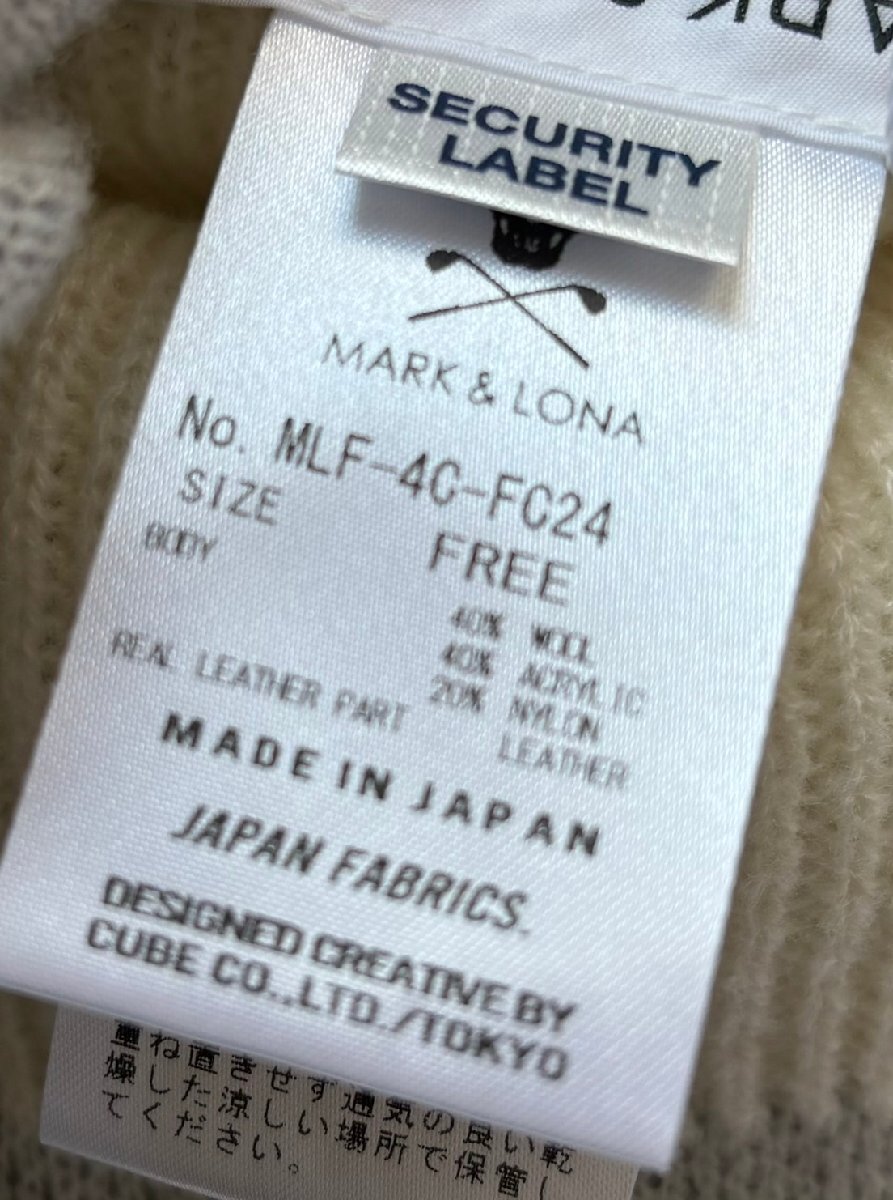 SECURITY
LABEL
MARK & LONA
No. MLF-4C-FC24
SIZE FREE
BODY 40% WOOL
40% ACRYLIC
20% NYLON
REAL LEATHER PART LEATHER
MADE IN JAPAN
JAPAN FABRICS.
DESIGNED CREATIVE BY
CUBE CO.,LTD./TOKYO
重ね置きせず通気の良い乾
燥した涼しい場所で保管し
てください。